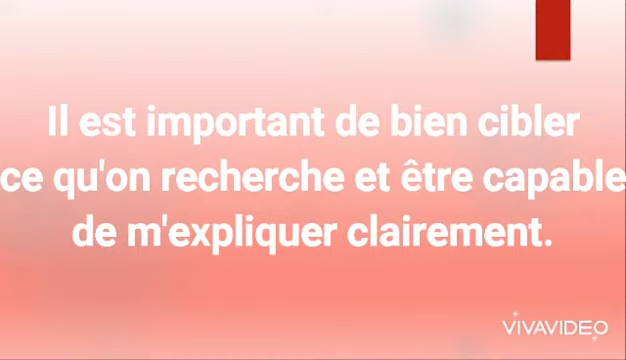 Il est important de bien cibler
ce qu'on recherche et être capable
de m'expliquer clairement.
VIVAVIDEO